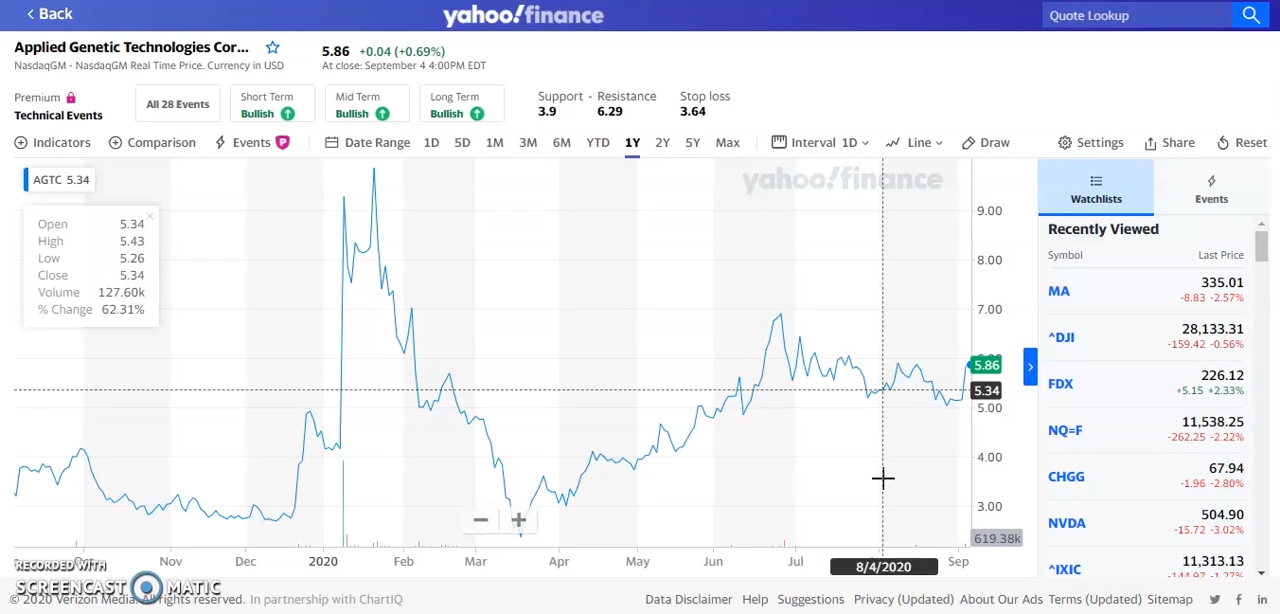 Back
yahoo!finance
Quote Lookup
Applied Genetic Technologies Cor...
5.86 +0.04 (+0.69%)
NasdaqGM - NasdaqGM Real Time Price. Currency in USD
At close: September 4 4:00PM EDT
Premium
Technical Events
All 28 Events
Short Term
Bullish
Mid Term
Bullish
Long Term
Bullish
Support - Resistance
3.9 6.29
Stop loss
3.64
Indicators Comparison Events P Date Range 1D 5D 1M 3M 6M YTD 1Y 2Y 5Y Max Interval 1D Line Draw Settings Share Reset
AGTC 5.34
yahoo!finance
Open 5.34
High 5.43
Low 5.26
Close 5.34
Volume 127.60k
% Change 62.31%
9.00
8.00
7.00
5.86
5.34
5.00
4.00
3.00
619.38k
Nov Dec 2020 Feb Mar Apr May Jun Jul 8/4/2020 Sep
Watchlists
Events
Recently Viewed
Symbol Last Price
MA 335.01
-8.83 -2.57%
^DJI 28,133.31
-159.42 -0.56%
FDX 226.12
+5.15 +2.33%
NQ=F 11,538.25
-262.25 -2.22%
CHGG 67.94
-1.96 -2.80%
NVDA 504.90
-15.72 -3.02%
^IXIC 11,313.13
-144.97 -1.27%
RECORDED WITH
SCREENCAST MATIC
© 2020 Verizon Media. All rights reserved. In partnership with ChartIQ
Data Disclaimer Help Suggestions Privacy (Updated) About Our Ads Terms (Updated) Sitemap